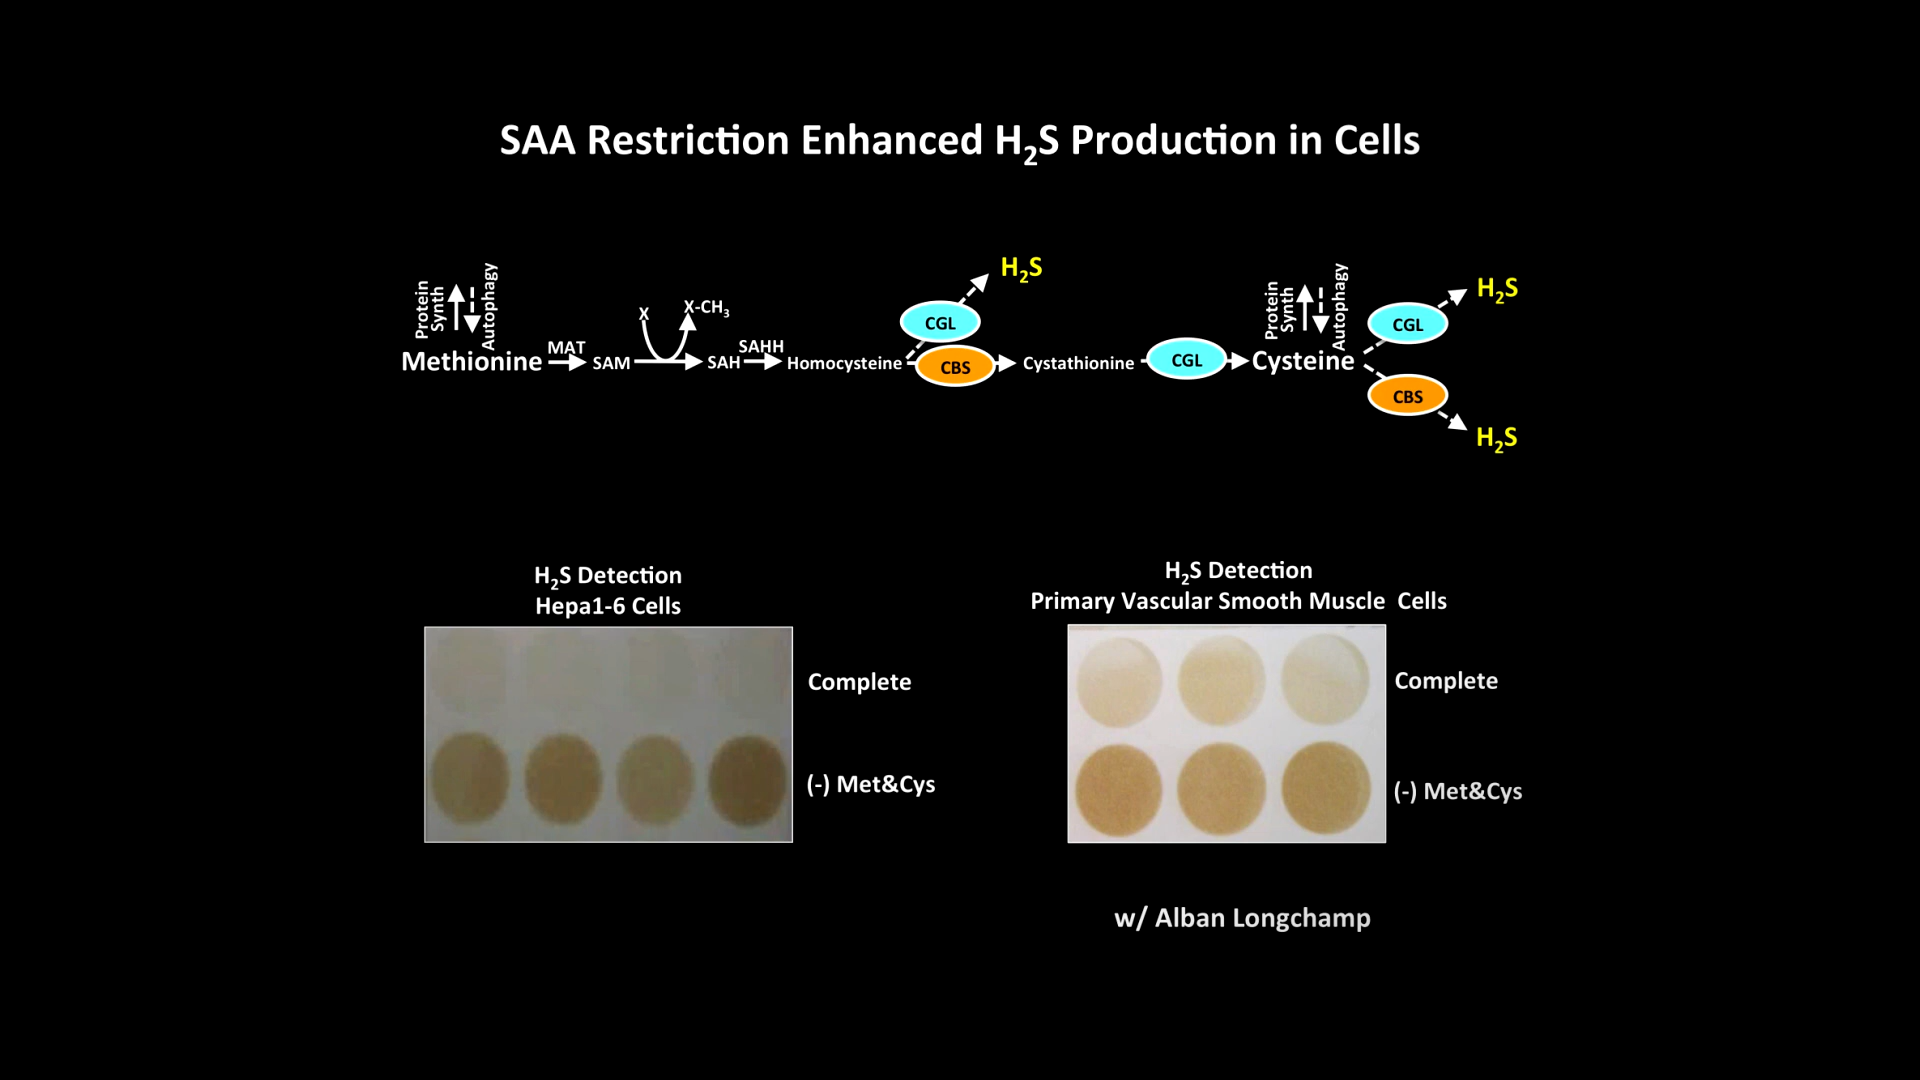 SAA Restriction Enhanced H₂S Production in Cells
Protein
Synth
Autophagy
Methionine
MAT
SAM
X
X-CH₃
SAH
SAHH
Homocysteine
CGL
H₂S
CBS
Cystathionine
CGL
Protein
Synth
Autophagy
Cysteine
CGL
H₂S
CBS
H₂S
H₂S Detection
Hepa1-6 Cells
Complete
(-) Met&Cys
H₂S Detection
Primary Vascular Smooth Muscle Cells
Complete
(-) Met&Cys
w/ Alban Longchamp